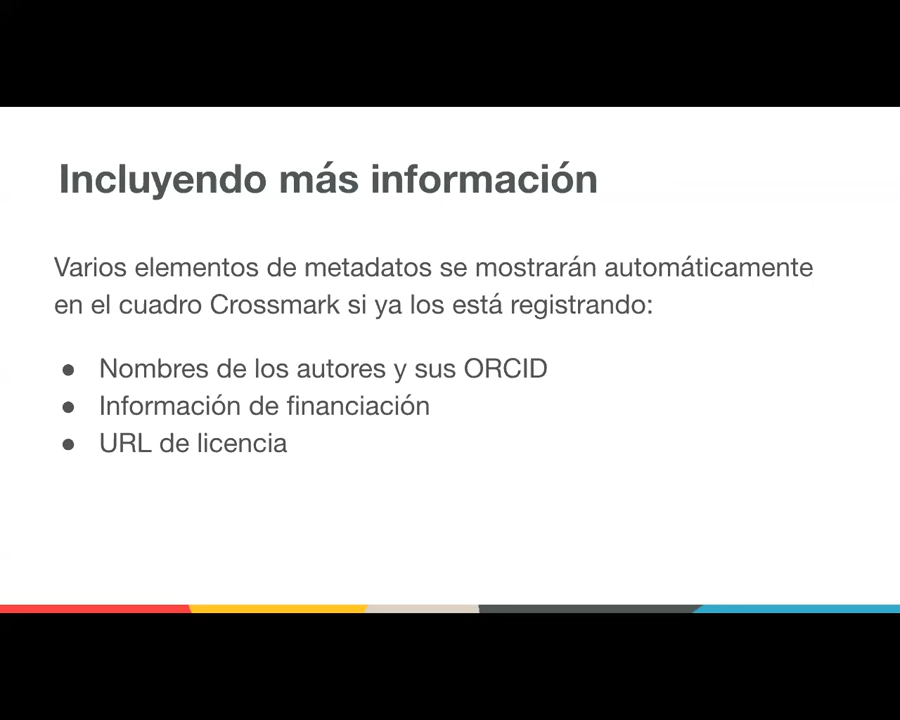 Incluyendo más información
Varios elementos de metadatos se mostrarán automáticamente
en el cuadro Crossmark si ya los está registrando:
● Nombres de los autores y sus ORCID
● Información de financiación
● URL de licencia